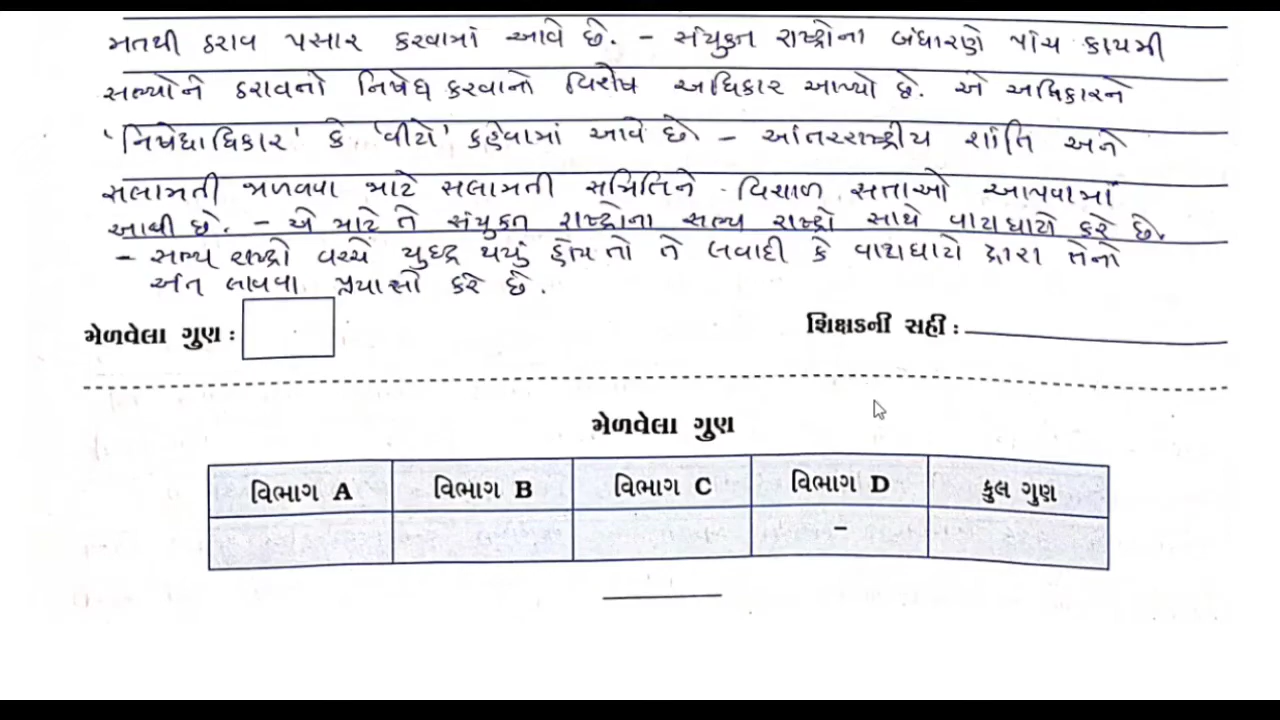 મતથી ઠરાવ પસાર કરવામાં આવે છે. – સંયુક્ત રાષ્ટ્રોના બંધારણે પાંચ કાયમી
સભ્યોને ઠરાવનો નિષેધ કરવાનો વિશેષ અધિકાર આપ્યો છે. એ અધિકારને
'નિષેધાધિકાર' કે 'વીટો' કહેવામાં આવે છે – આંતરરાષ્ટ્રીય શાંતિ અને
સલામતી જાળવવા માટે સલામતી સમિતિને વિશાળ સત્તાઓ આપવામાં
આવી છે. – એ માટે તે સંયુક્ત રાષ્ટ્રોના સભ્ય રાષ્ટ્રો સાથે વાટાઘાટો કરે છે.
– સભ્ય રાષ્ટ્રો વચ્ચે યુદ્ધ થયું હોય તો તે લવાદી કે વાટાઘાટો દ્વારા તેનો
અંત લાવવા પ્રયાસો કરે છે.
મેળવેલા ગુણ : શિક્ષકની સહી :
મેળવેલા ગુણ
વિભાગ A વિભાગ B વિભાગ C વિભાગ D કુલ ગુણ
–